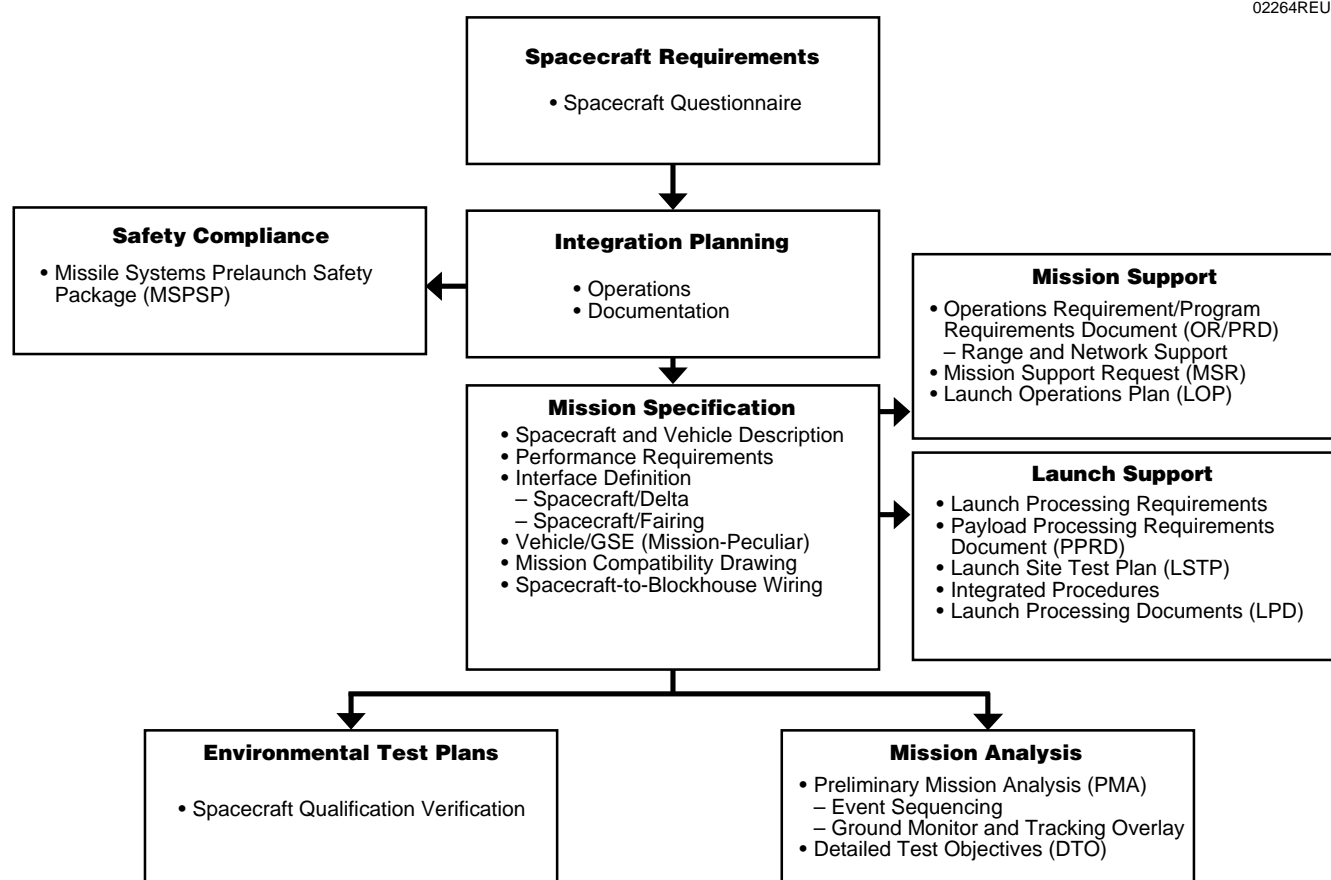 02264REU
Spacecraft Requirements
• Spacecraft Questionnaire
Safety Compliance
• Missile Systems Prelaunch Safety
Package (MSPSP)
Integration Planning
• Operations
• Documentation
Mission Support
• Operations Requirement/Program
Requirements Document (OR/PRD)
– Range and Network Support
• Mission Support Request (MSR)
• Launch Operations Plan (LOP)
Mission Specification
• Spacecraft and Vehicle Description
• Performance Requirements
• Interface Definition
– Spacecraft/Delta
– Spacecraft/Fairing
• Vehicle/GSE (Mission-Peculiar)
• Mission Compatibility Drawing
• Spacecraft-to-Blockhouse Wiring
Launch Support
• Launch Processing Requirements
• Payload Processing Requirements
Document (PPRD)
• Launch Site Test Plan (LSTP)
• Integrated Procedures
• Launch Processing Documents (LPD)
Environmental Test Plans
• Spacecraft Qualification Verification
Mission Analysis
• Preliminary Mission Analysis (PMA)
– Event Sequencing
– Ground Monitor and Tracking Overlay
• Detailed Test Objectives (DTO)